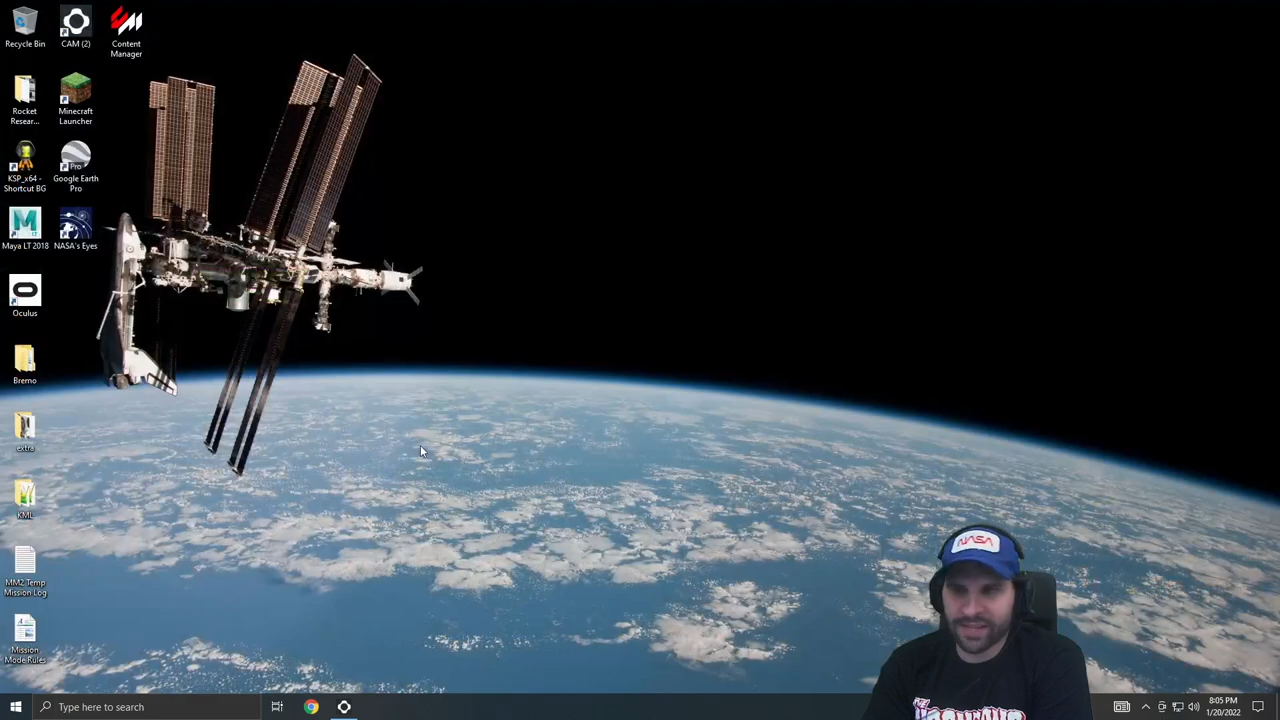 Recycle Bin
CAM (2)
Content
Manager
Rocket
Resear...
Minecraft
Launcher
KSP_x64 -
Shortcut BG
Pro
Google Earth
Pro
M
LT
Maya LT 2018
NASA's Eyes
Oculus
Bremo
extra
KML
MM2 Temp
Mission Log
Mission
Mode Rules
NASA
Type here to search
8:05 PM
1/20/2022